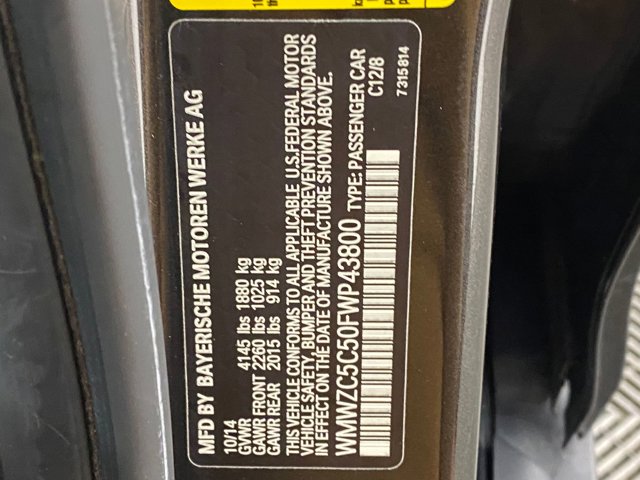 MFD BY BAYERISCHE MOTOREN WERKE AG
10/14
GVWR 4145 lbs 1880 kg
GAWR FRONT 2260 lbs 1025 kg
GAWR REAR 2015 lbs 914 kg
THIS VEHICLE CONFORMS TO ALL APPLICABLE U.S. FEDERAL MOTOR
VEHICLE SAFETY, BUMPER AND THEFT PREVENTION STANDARDS
IN EFFECT ON THE DATE OF MANUFACTURE SHOWN ABOVE.
WMWZC5C50FWP43800 TYPE: PASSENGER CAR
C12/8
7315814